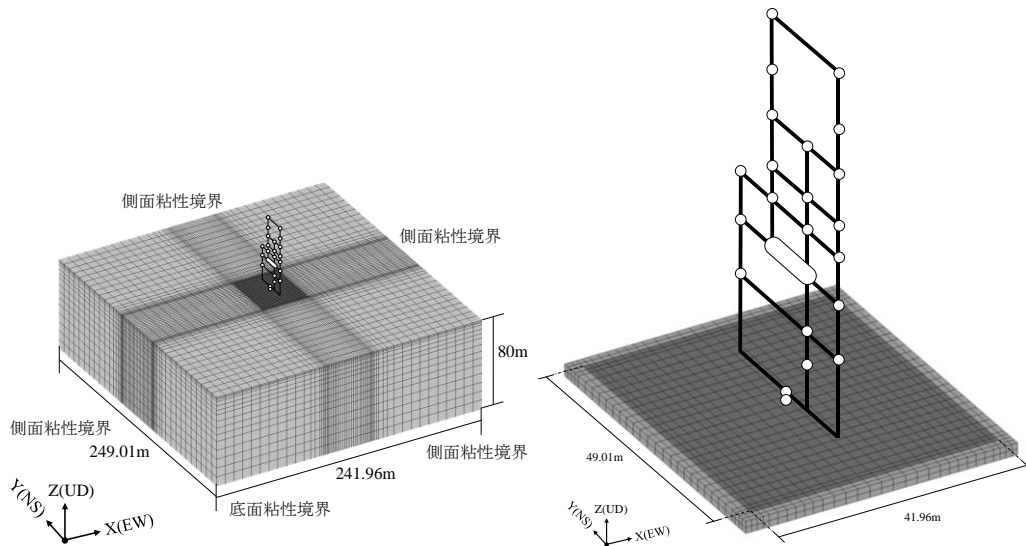 側面粘性境界
側面粘性境界
80m
側面粘性境界
249.01m
側面粘性境界
241.96m
底面粘性境界
Y(NS)
Z(UD)
X(EW)
49.01m
41.96m
Y(NS)
Z(UD)
X(EW)